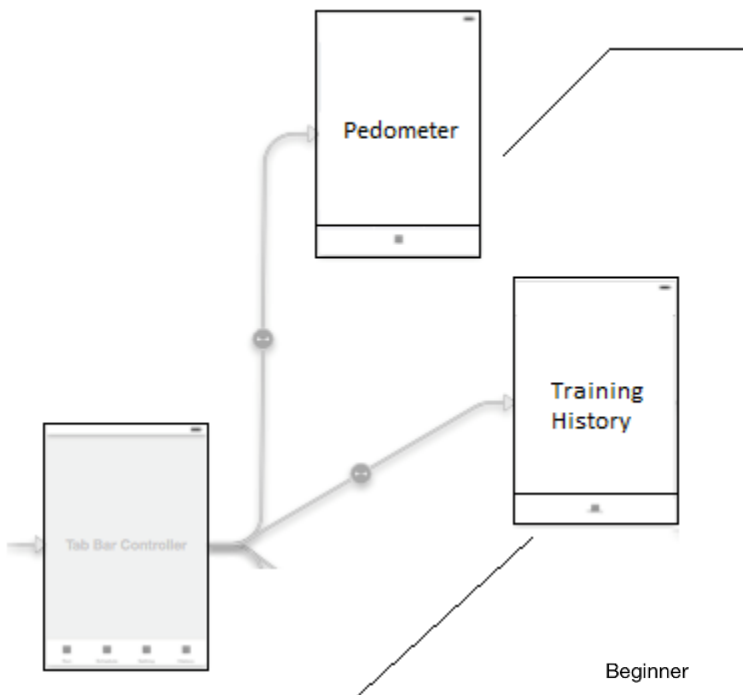 Pedometer
Training
History
Tab Bar Controller
Beginner